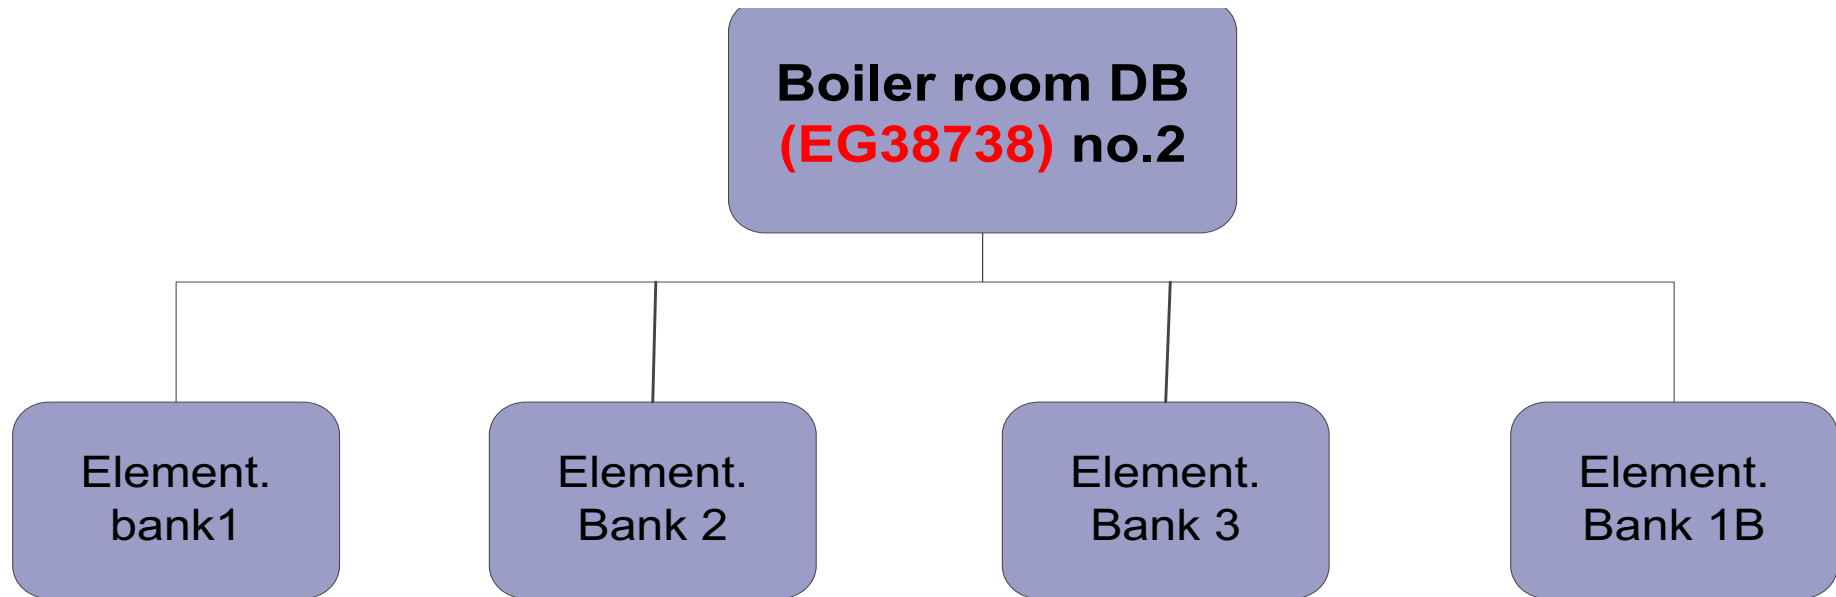 Boiler room DB
(EG38738) no.2
Element.
bank1
Element.
Bank 2
Element.
Bank 3
Element.
Bank 1B